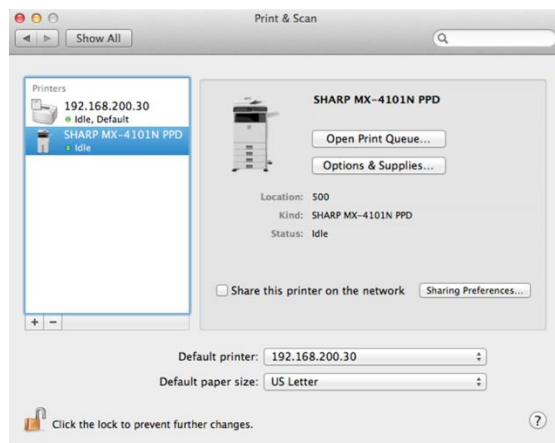 Print & Scan
Show All
Printers
192.168.200.30
Idle, Default
SHARP MX-4101N PPD
Idle
SHARP MX-4101N PPD
Open Print Queue...
Options & Supplies...
Location: 500
Kind: SHARP MX-4101N PPD
Status: Idle
Share this printer on the network
Sharing Preferences...
+ −
Default printer: 192.168.200.30
Default paper size: US Letter
Click the lock to prevent further changes.
?